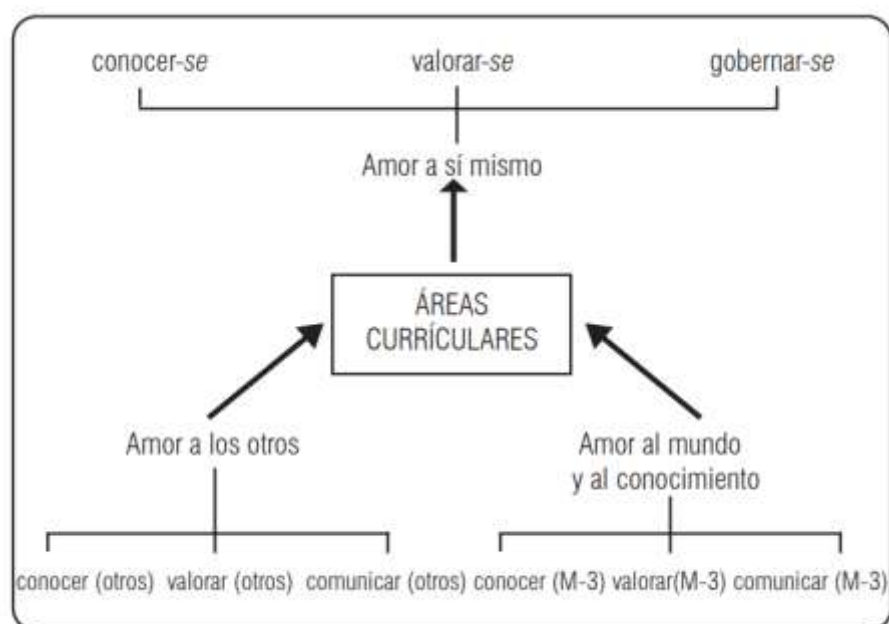 conocer-se valorar-se gobernar-se
Amor a sí mismo
ÁREAS
CURRÍCULARES
Amor a los otros
Amor al mundo
y al conocimiento
conocer (otros) valorar (otros) comunicar (otros) conocer (M-3) valorar(M-3) comunicar (M-3)